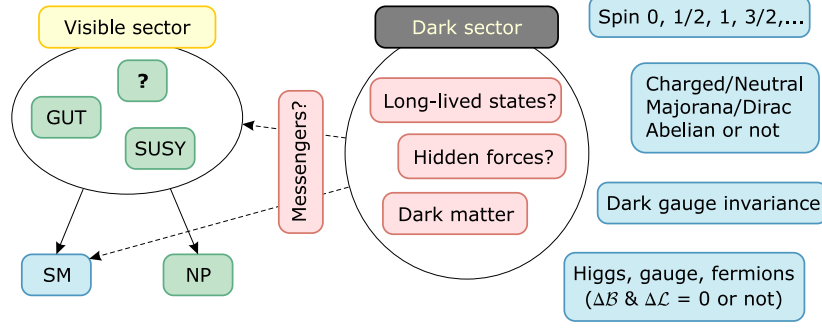 Visible sector
?
GUT
SUSY
SM
NP
Messengers?
Dark sector
Long-lived states?
Hidden forces?
Dark matter
Spin 0, 1/2, 1, 3/2,...
Charged/Neutral
Majorana/Dirac
Abelian or not
Dark gauge invariance
Higgs, gauge, fermions
(Δℬ & Δℒ = 0 or not)